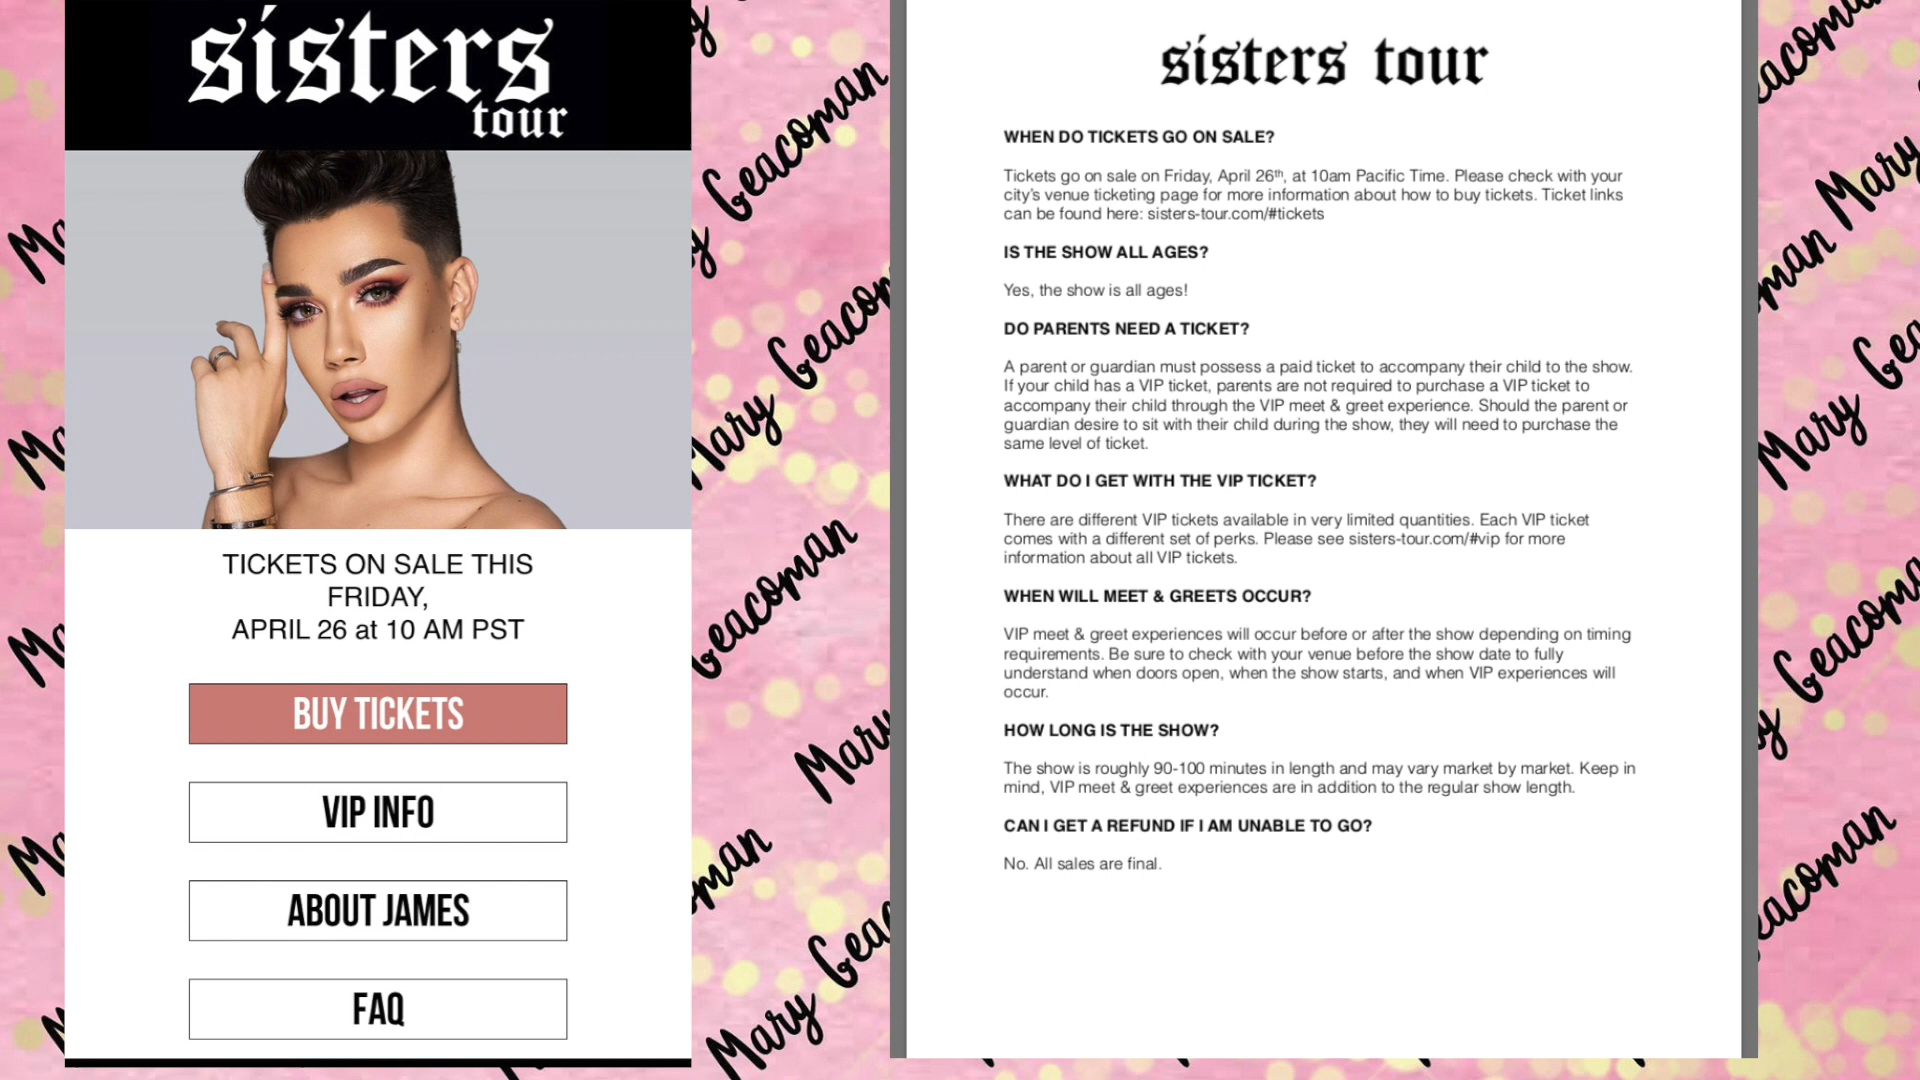 sísters
tour
TICKETS ON SALE THIS
FRIDAY,
APRIL 26 at 10 AM PST
BUY TICKETS
VIP INFO
ABOUT JAMES
FAQ
sísters tour
WHEN DO TICKETS GO ON SALE?
Tickets go on sale on Friday, April 26th, at 10am Pacific Time. Please check with your
city's venue ticketing page for more information about how to buy tickets. Ticket links
can be found here: sisters-tour.com/#tickets
IS THE SHOW ALL AGES?
Yes, the show is all ages!
DO PARENTS NEED A TICKET?
A parent or guardian must possess a paid ticket to accompany their child to the show.
If your child has a VIP ticket, parents are not required to purchase a VIP ticket to
accompany their child through the VIP meet & greet experience. Should the parent or
guardian desire to sit with their child during the show, they will need to purchase the
same level of ticket.
WHAT DO I GET WITH THE VIP TICKET?
There are different VIP tickets available in very limited quantities. Each VIP ticket
comes with a different set of perks. Please see sisters-tour.com/#vip for more
information about all VIP tickets.
WHEN WILL MEET & GREETS OCCUR?
VIP meet & greet experiences will occur before or after the show depending on timing
requirements. Be sure to check with your venue before the show date to fully
understand when doors open, when the show starts, and when VIP experiences will
occur.
HOW LONG IS THE SHOW?
The show is roughly 90-100 minutes in length and may vary market by market. Keep in
mind, VIP meet & greet experiences are in addition to the regular show length.
CAN I GET A REFUND IF I AM UNABLE TO GO?
No. All sales are final.
Geacoman
Mary Geacom
Geacoman
Mary
Mary Geac
Mary
Mary Gea
Geacoma